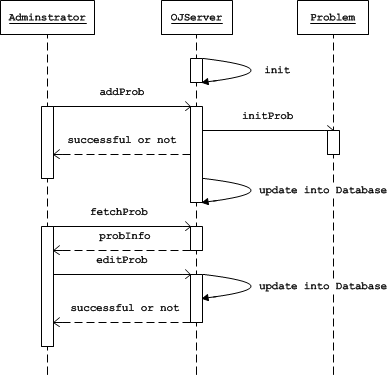 Adminstrator
OJServer
Problem
init
addProb
initProb
successful or not
update into Database
fetchProb
probInfo
editProb
update into Database
successful or not